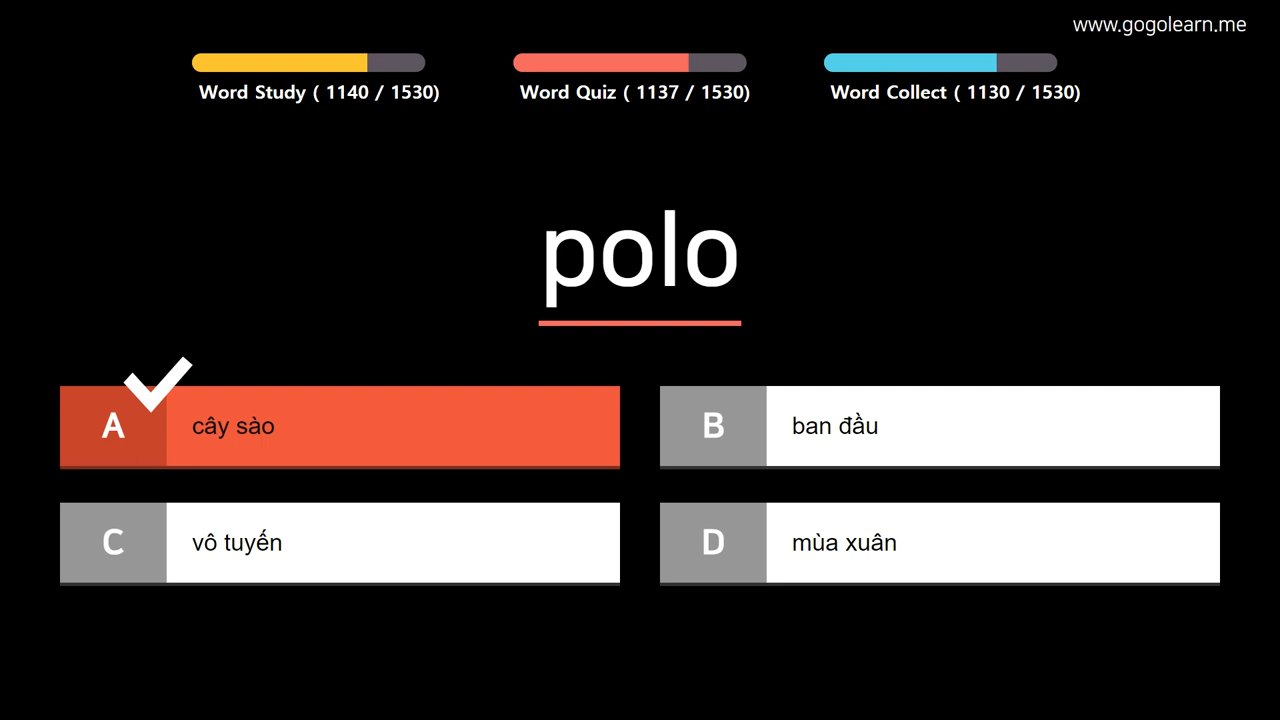 www.gogolearn.me
Word Study ( 1140 / 1530)
Word Quiz ( 1137 / 1530)
Word Collect ( 1130 / 1530)
polo
A cây sào
B ban đầu
C vô tuyến
D mùa xuân